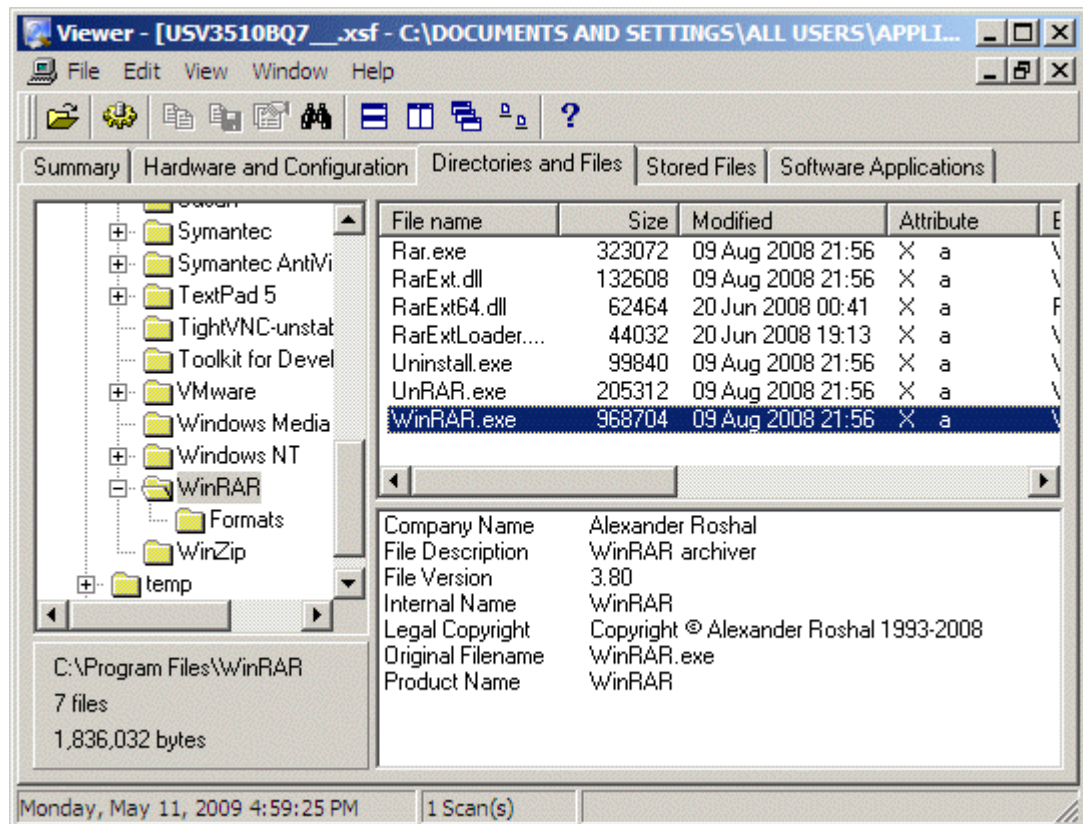 Viewer - [USV3510BQ7__.xsf - C:\DOCUMENTS AND SETTINGS\ALL USERS\APPLI...
File Edit View Window Help
Summary Hardware and Configuration Directories and Files Stored Files Software Applications
Symantec
Symantec AntiVi
TextPad 5
TightVNC-unstab
Toolkit for Devel
VMware
Windows Media
Windows NT
WinRAR
Formats
WinZip
temp
C:\Program Files\WinRAR
7 files
1,836,032 bytes
File name Size Modified Attribute
Rar.exe 323072 09 Aug 2008 21:56 X a
RarExt.dll 132608 09 Aug 2008 21:56 X a
RarExt64.dll 62464 20 Jun 2008 00:41 X a
RarExtLoader.... 44032 20 Jun 2008 19:13 X a
Uninstall.exe 99840 09 Aug 2008 21:56 X a
UnRAR.exe 205312 09 Aug 2008 21:56 X a
WinRAR.exe 968704 09 Aug 2008 21:56 X a
Company Name Alexander Roshal
File Description WinRAR archiver
File Version 3.80
Internal Name WinRAR
Legal Copyright Copyright © Alexander Roshal 1993-2008
Original Filename WinRAR.exe
Product Name WinRAR
Monday, May 11, 2009 4:59:25 PM 1 Scan(s)